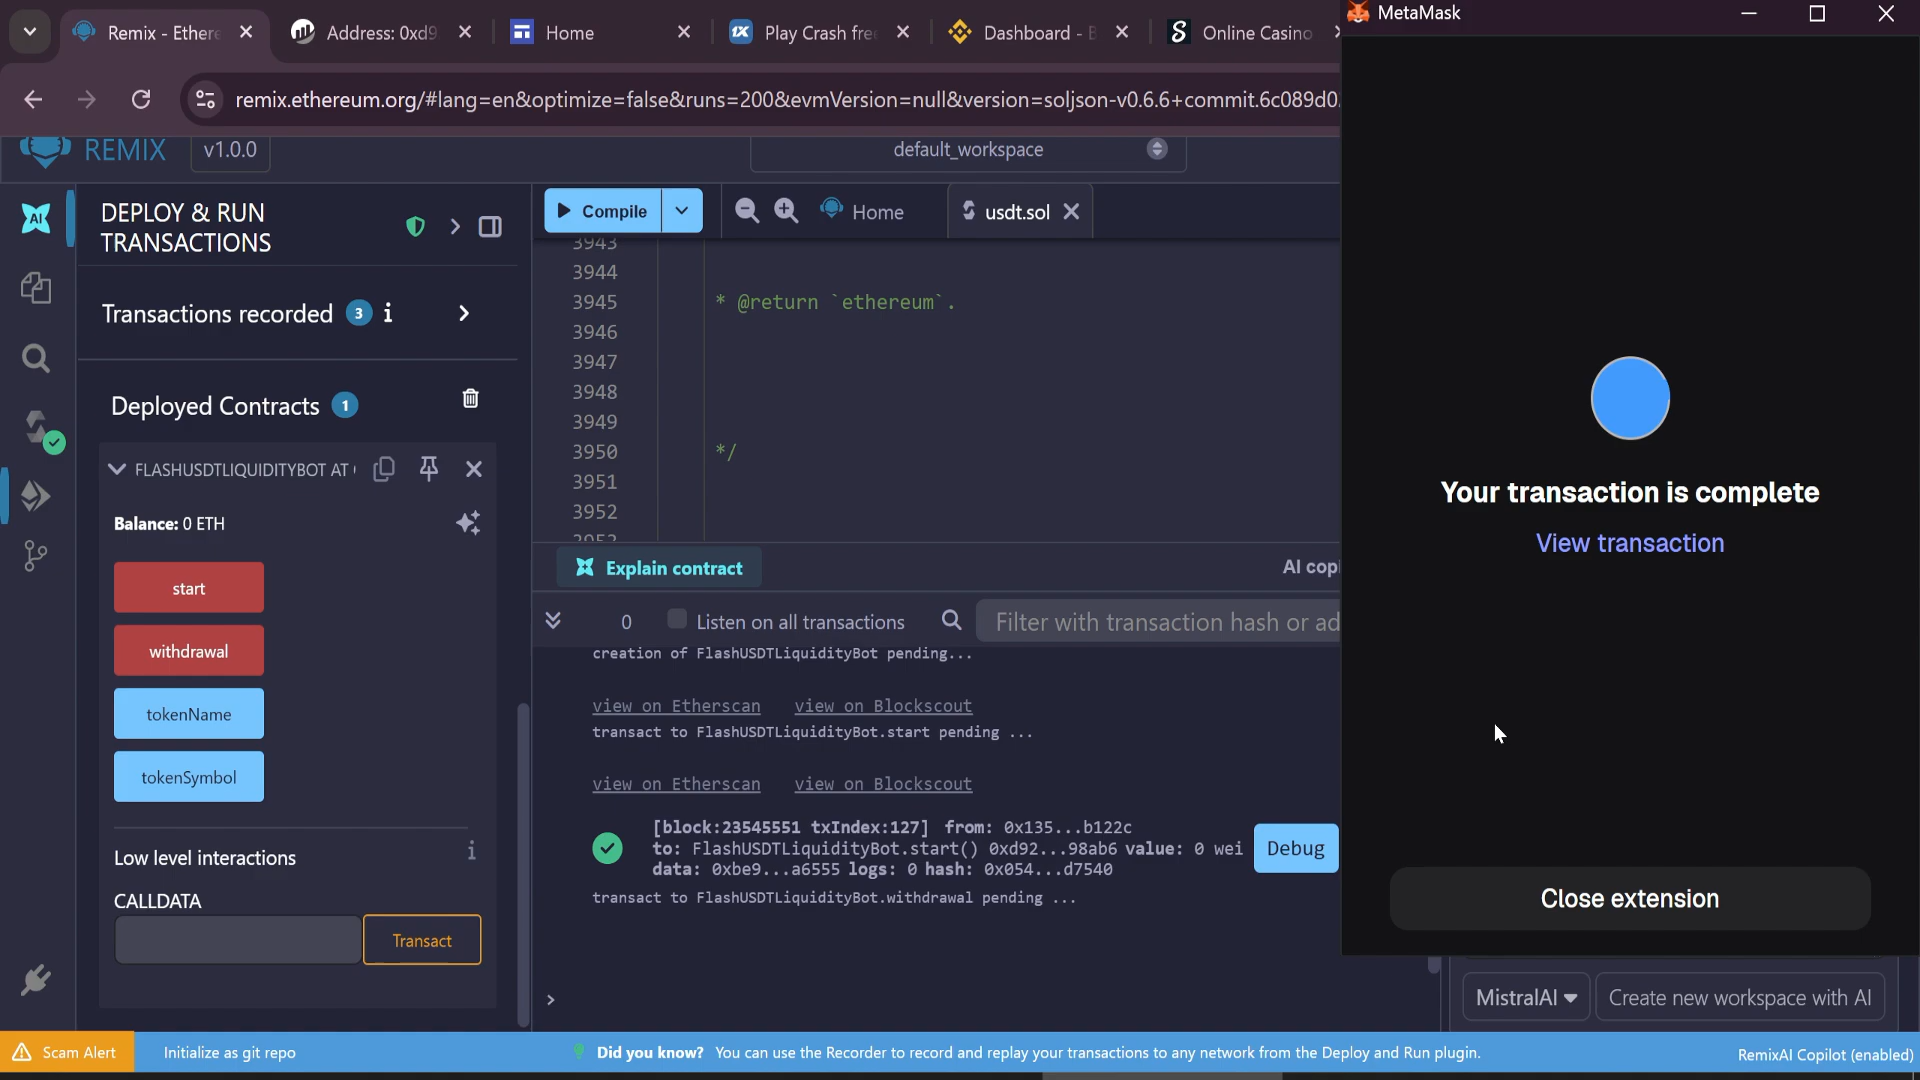 Remix - Ethere
Address: 0xd9
Home
Play Crash free
Dashboard - B
Online Casino
MetaMask
remix.ethereum.org/#lang=en&optimize=false&runs=200&evmVersion=null&version=soljson-v0.6.6+commit.6c089d0
REMIX
v1.0.0
default_workspace
AI
DEPLOY & RUN
TRANSACTIONS
Compile
Home
usdt.sol
3943
3944
3945 * @return `ethereum`.
3946
3947
3948
3949
3950 */
3951
3952
Transactions recorded 3 i
Deployed Contracts 1
FLASHUSDTLIQUIDITYBOT AT
Balance: 0 ETH
start
withdrawal
tokenName
tokenSymbol
Low level interactions
i
CALLDATA
Transact
Explain contract
AI cop
0
Listen on all transactions
Filter with transaction hash or ad
creation of FlashUSDTLiquidityBot pending...
view on Etherscan view on Blockscout
transact to FlashUSDTLiquidityBot.start pending ...
view on Etherscan view on Blockscout
[block:23545551 txIndex:127] from: 0x135...b122c
to: FlashUSDTLiquidityBot.start() 0xd92...98ab6 value: 0 wei
data: 0xbe9...a6555 logs: 0 hash: 0x054...d7540
Debug
transact to FlashUSDTLiquidityBot.withdrawal pending ...
>
Your transaction is complete
View transaction
Close extension
MistralAI
Create new workspace with AI
Scam Alert
Initialize as git repo
Did you know? You can use the Recorder to record and replay your transactions to any network from the Deploy and Run plugin.
RemixAI Copilot (enabled)